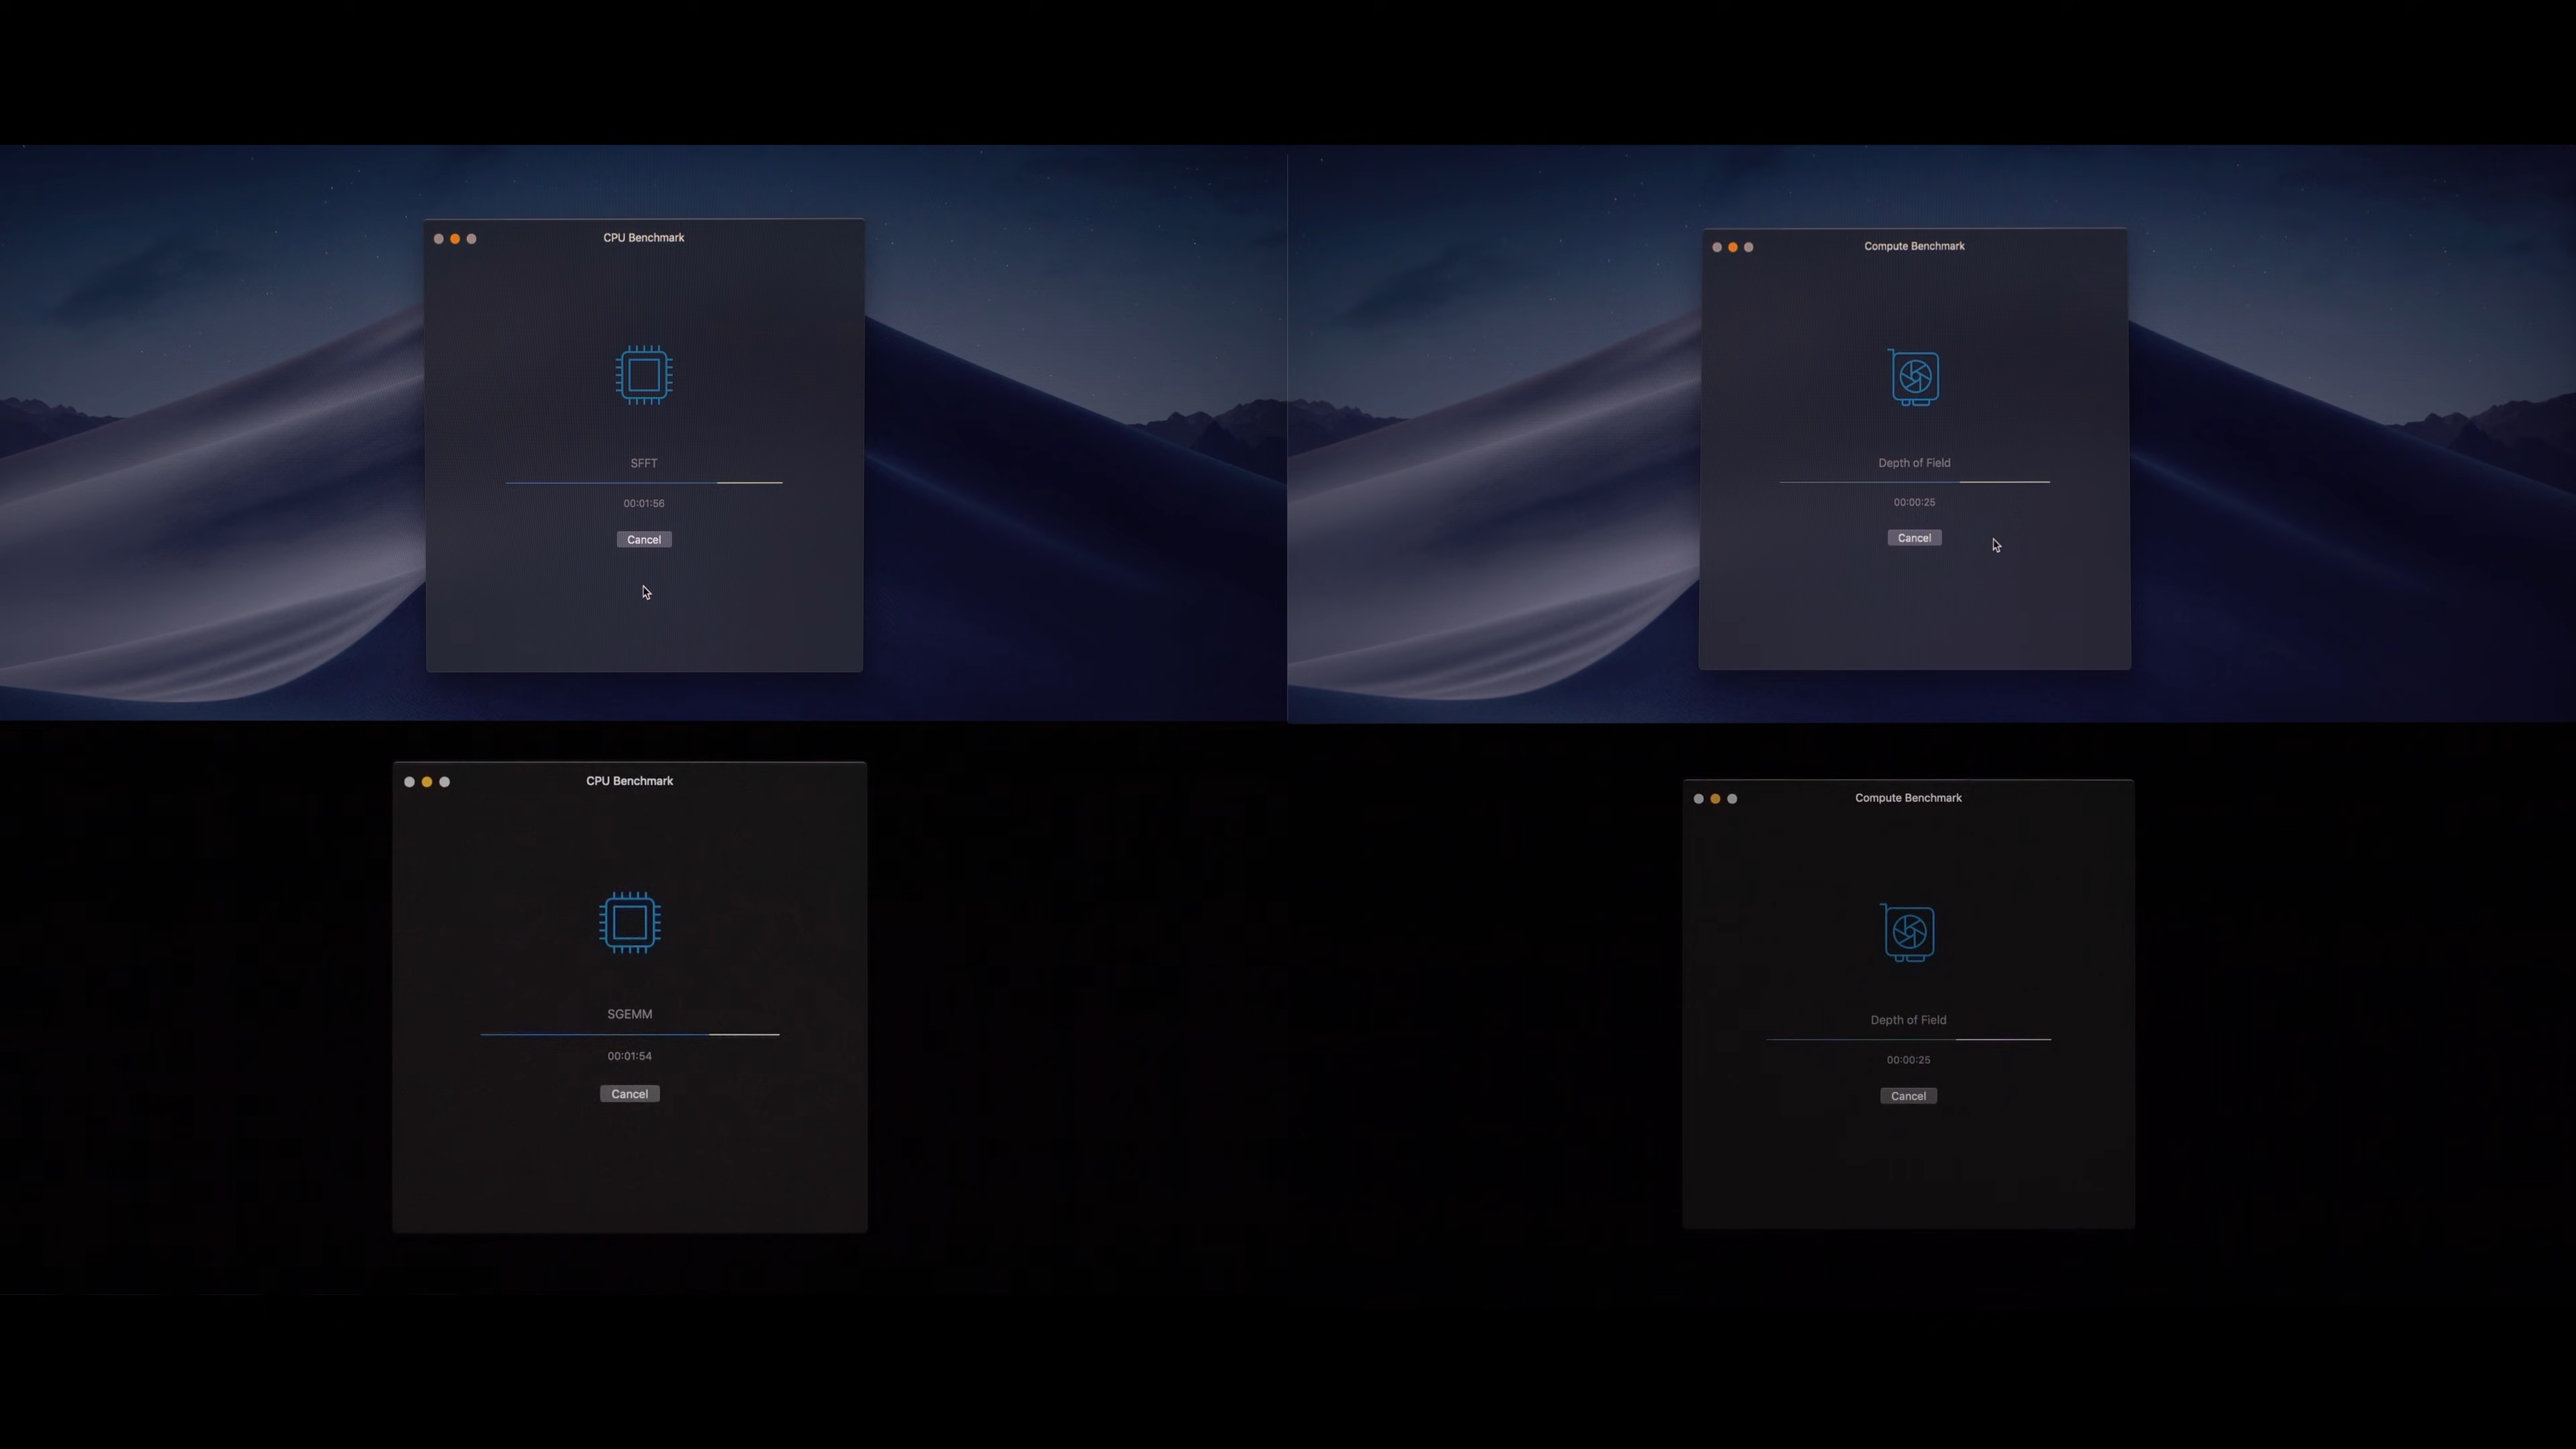 CPU Benchmark
SFFT
00:01:56
Cancel
Compute Benchmark
Depth of Field
00:00:25
Cancel
CPU Benchmark
SGEMM
00:01:54
Cancel
Compute Benchmark
Depth of Field
00:00:25
Cancel